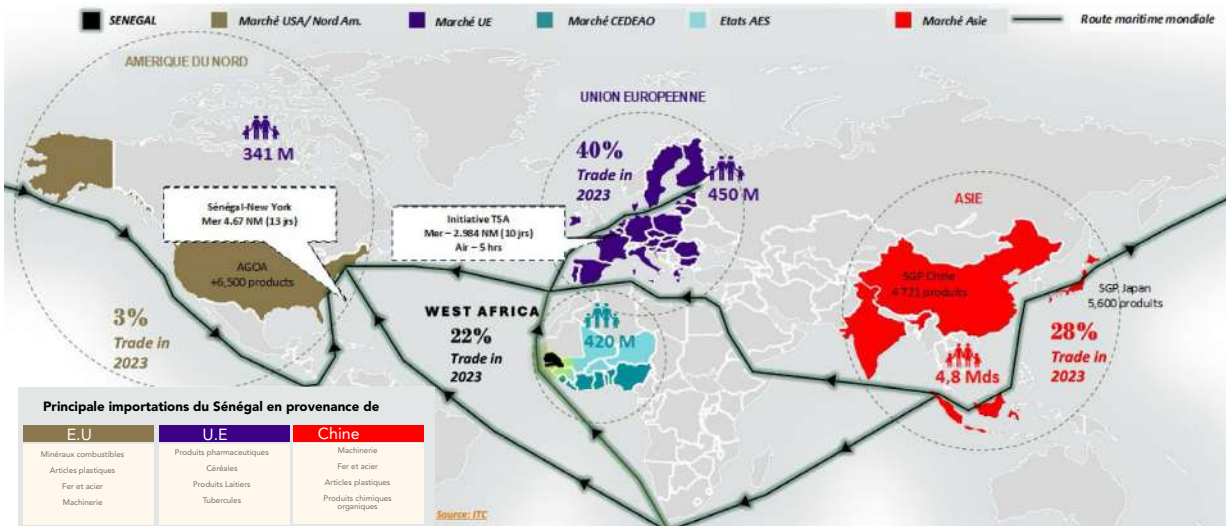 SENEGAL
Marché USA/ Nord Am.
Marché UE
Marché CEDEAO
Etats AES
Marché Asie
Route maritime mondiale
AMERIQUE DU NORD
341 M
Sénégal-New York
Mer 4.67 NM (13 jrs)
AGOA
+6,500 products
3%
Trade in
2023
UNION EUROPEENNE
40%
Trade in
2023
450 M
Initiative TSA
Mer – 2.984 NM (10 jrs)
Air – 5 hrs
WEST AFRICA
22%
Trade in
2023
420 M
ASIE
SGP Chine
4 721 produits
SGP Japan
5,600 produits
28%
Trade in
2023
4,8 Mds
Principale importations du Sénégal en provenance de
E.U
U.E
Chine
Minéraux combustibles
Articles plastiques
Fer et acier
Machinerie
Produits pharmaceutiques
Céréales
Produits Laitiers
Tubercules
Machinerie
Fer et acier
Articles plastiques
Produits chimiques
organiques
Source: ITC